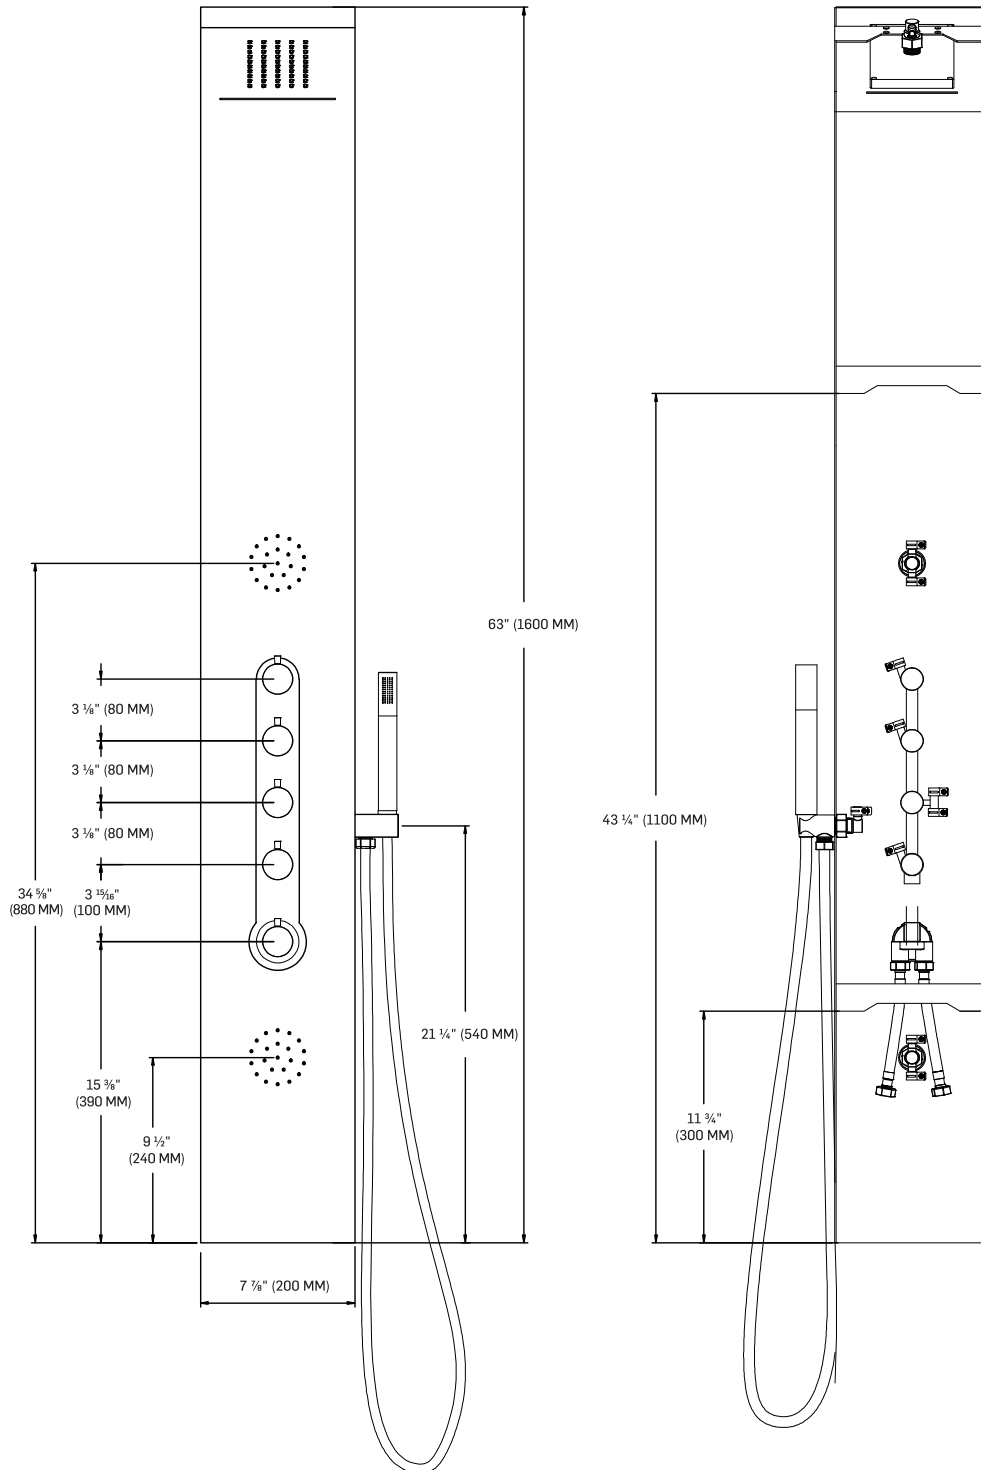 63" (1600 MM)
3 ⅛" (80 MM)
3 ⅛" (80 MM)
43 ¼" (1100 MM)
3 ⅛" (80 MM)
34 ⅝"
(880 MM)
3 ¹⁵⁄₁₆"
(100 MM)
21 ¼" (540 MM)
15 ⅜"
(390 MM)
11 ¾"
(300 MM)
9 ½"
(240 MM)
7 ⅞" (200 MM)